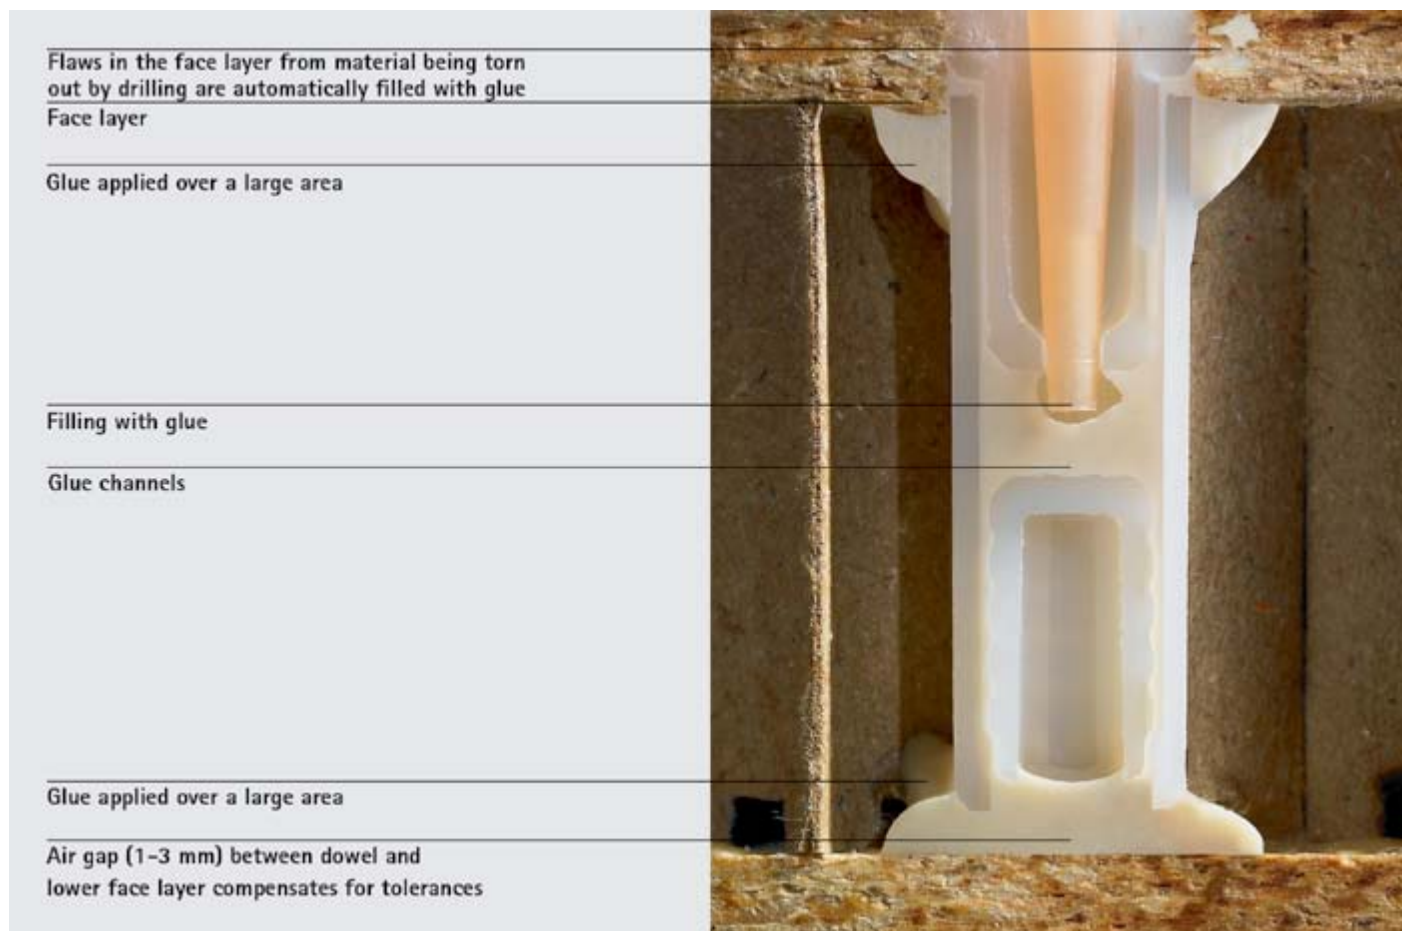 Flaws in the face layer from material being torn
out by drilling are automatically filled with glue
Face layer
Glue applied over a large area
Filling with glue
Glue channels
Glue applied over a large area
Air gap (1–3 mm) between dowel and
lower face layer compensates for tolerances